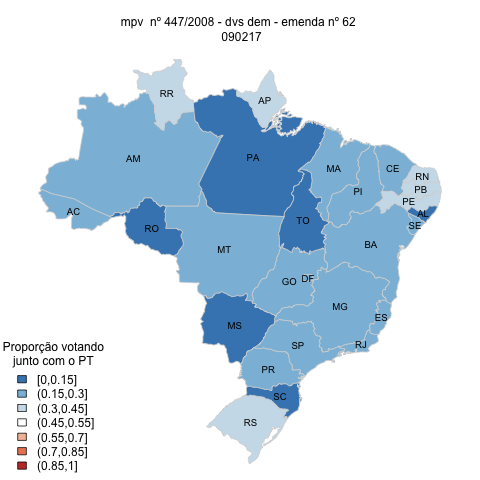 mpv nº 447/2008 - dvs dem - emenda nº 62
090217
RR
AP
AM
PA
MA
CE
RN
PB
PI
PE
AL
SE
AC
RO
TO
MT
BA
GO
DF
MG
ES
MS
SP
RJ
PR
SC
RS
Proporção votando
junto com o PT
[0,0.15]
(0.15,0.3]
(0.3,0.45]
(0.45,0.55]
(0.55,0.7]
(0.7,0.85]
(0.85,1]